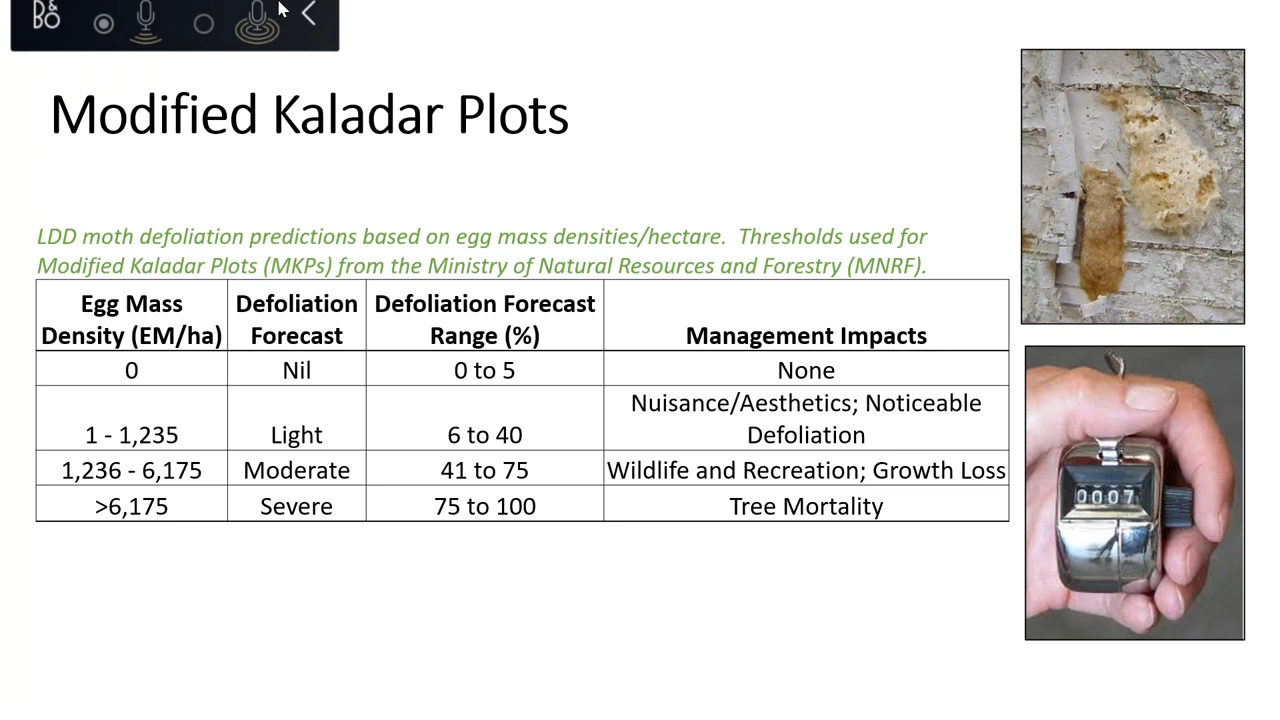 B&O
Modified Kaladar Plots
LDD moth defoliation predictions based on egg mass densities/hectare. Thresholds used for
Modified Kaladar Plots (MKPs) from the Ministry of Natural Resources and Forestry (MNRF).
Egg Mass Density (EM/ha) Defoliation Forecast Defoliation Forecast Range (%) Management Impacts
0 Nil 0 to 5 None
1 - 1,235 Light 6 to 40 Nuisance/Aesthetics; Noticeable Defoliation
1,236 - 6,175 Moderate 41 to 75 Wildlife and Recreation; Growth Loss
>6,175 Severe 75 to 100 Tree Mortality
0007